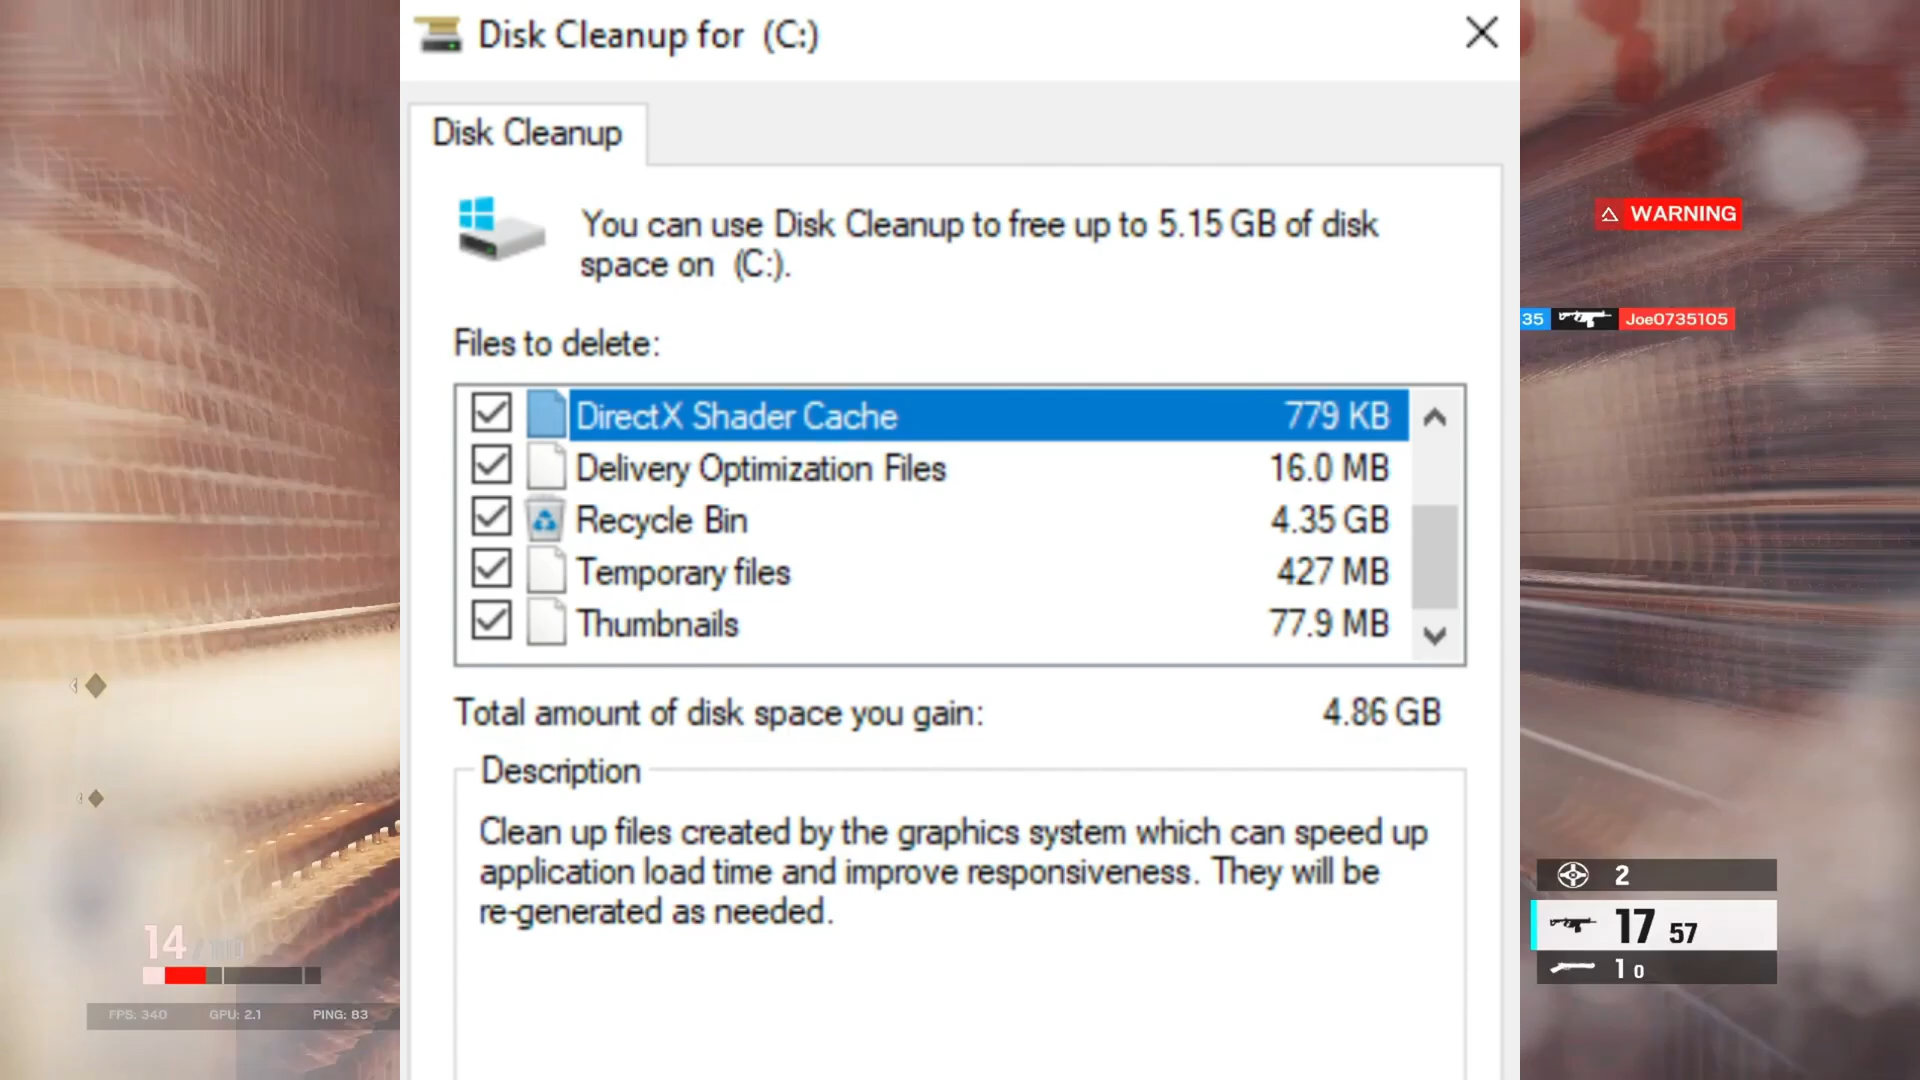 Disk Cleanup for (C:)
Disk Cleanup
You can use Disk Cleanup to free up to 5.15 GB of disk
space on (C:).
Files to delete:
DirectX Shader Cache 779 KB
Delivery Optimization Files 16.0 MB
Recycle Bin 4.35 GB
Temporary files 427 MB
Thumbnails 77.9 MB
Total amount of disk space you gain: 4.86 GB
Description
Clean up files created by the graphics system which can speed up
application load time and improve responsiveness. They will be
re-generated as needed.
WARNING
35 Joe0735105
14 / 110
FPS: 340 GPU: 2.1 PING: 83
2
17 57
1 0